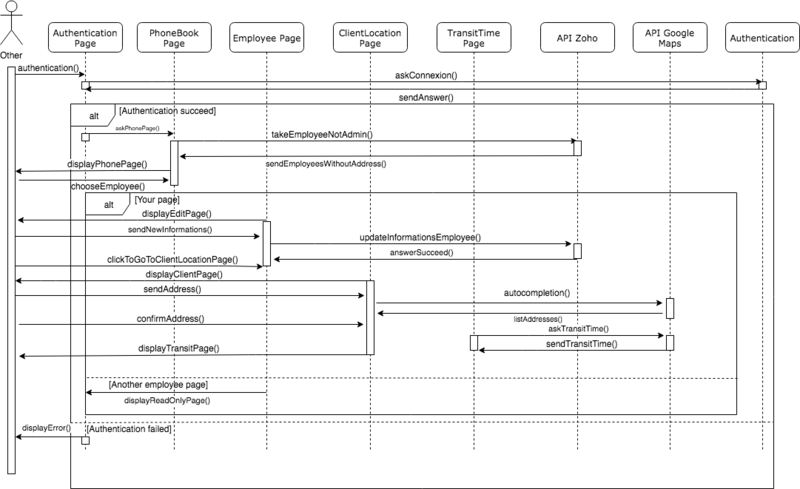 Other
Authentication
Page
PhoneBook
Page
Employee Page
ClientLocation
Page
TransitTime
Page
API Zoho
API Google
Maps
Authentication
authentication()
askConnexion()
sendAnswer()
alt
[Authentication succeed]
askPhonePage()
takeEmployeeNotAdmin()
displayPhonePage()
sendEmployeesWithoutAddress()
chooseEmployee()
alt
[Your page]
displayEditPage()
sendNewInformations()
updateInformationsEmployee()
clickToGoToClientLocationPage()
answerSucceed()
displayClientPage()
sendAddress()
autocompletion()
confirmAddress()
listAddresses()
askTransitTime()
displayTransitPage()
sendTransitTime()
[Another employee page]
displayReadOnlyPage()
displayError()
[Authentication failed]